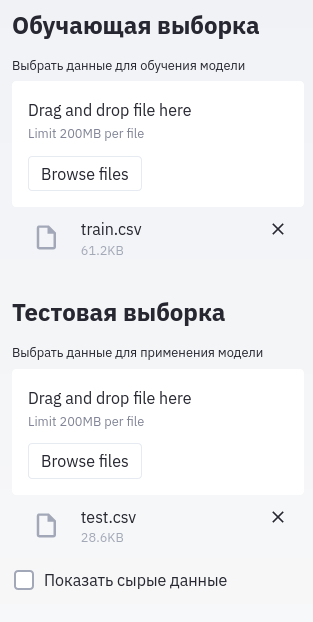 Обучающая выборка
Выбрать данные для обучения модели
Drag and drop file here
Limit 200MB per file
Browse files
train.csv
61.2KB
Тестовая выборка
Выбрать данные для применения модели
Drag and drop file here
Limit 200MB per file
Browse files
test.csv
28.6KB
Показать сырые данные